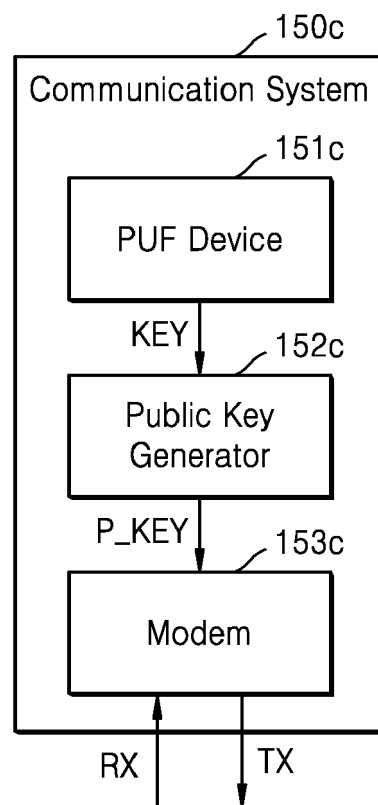 150c
Communication System
151c
PUF Device
KEY
152c
Public Key
Generator
P_KEY
153c
Modem
RX
TX